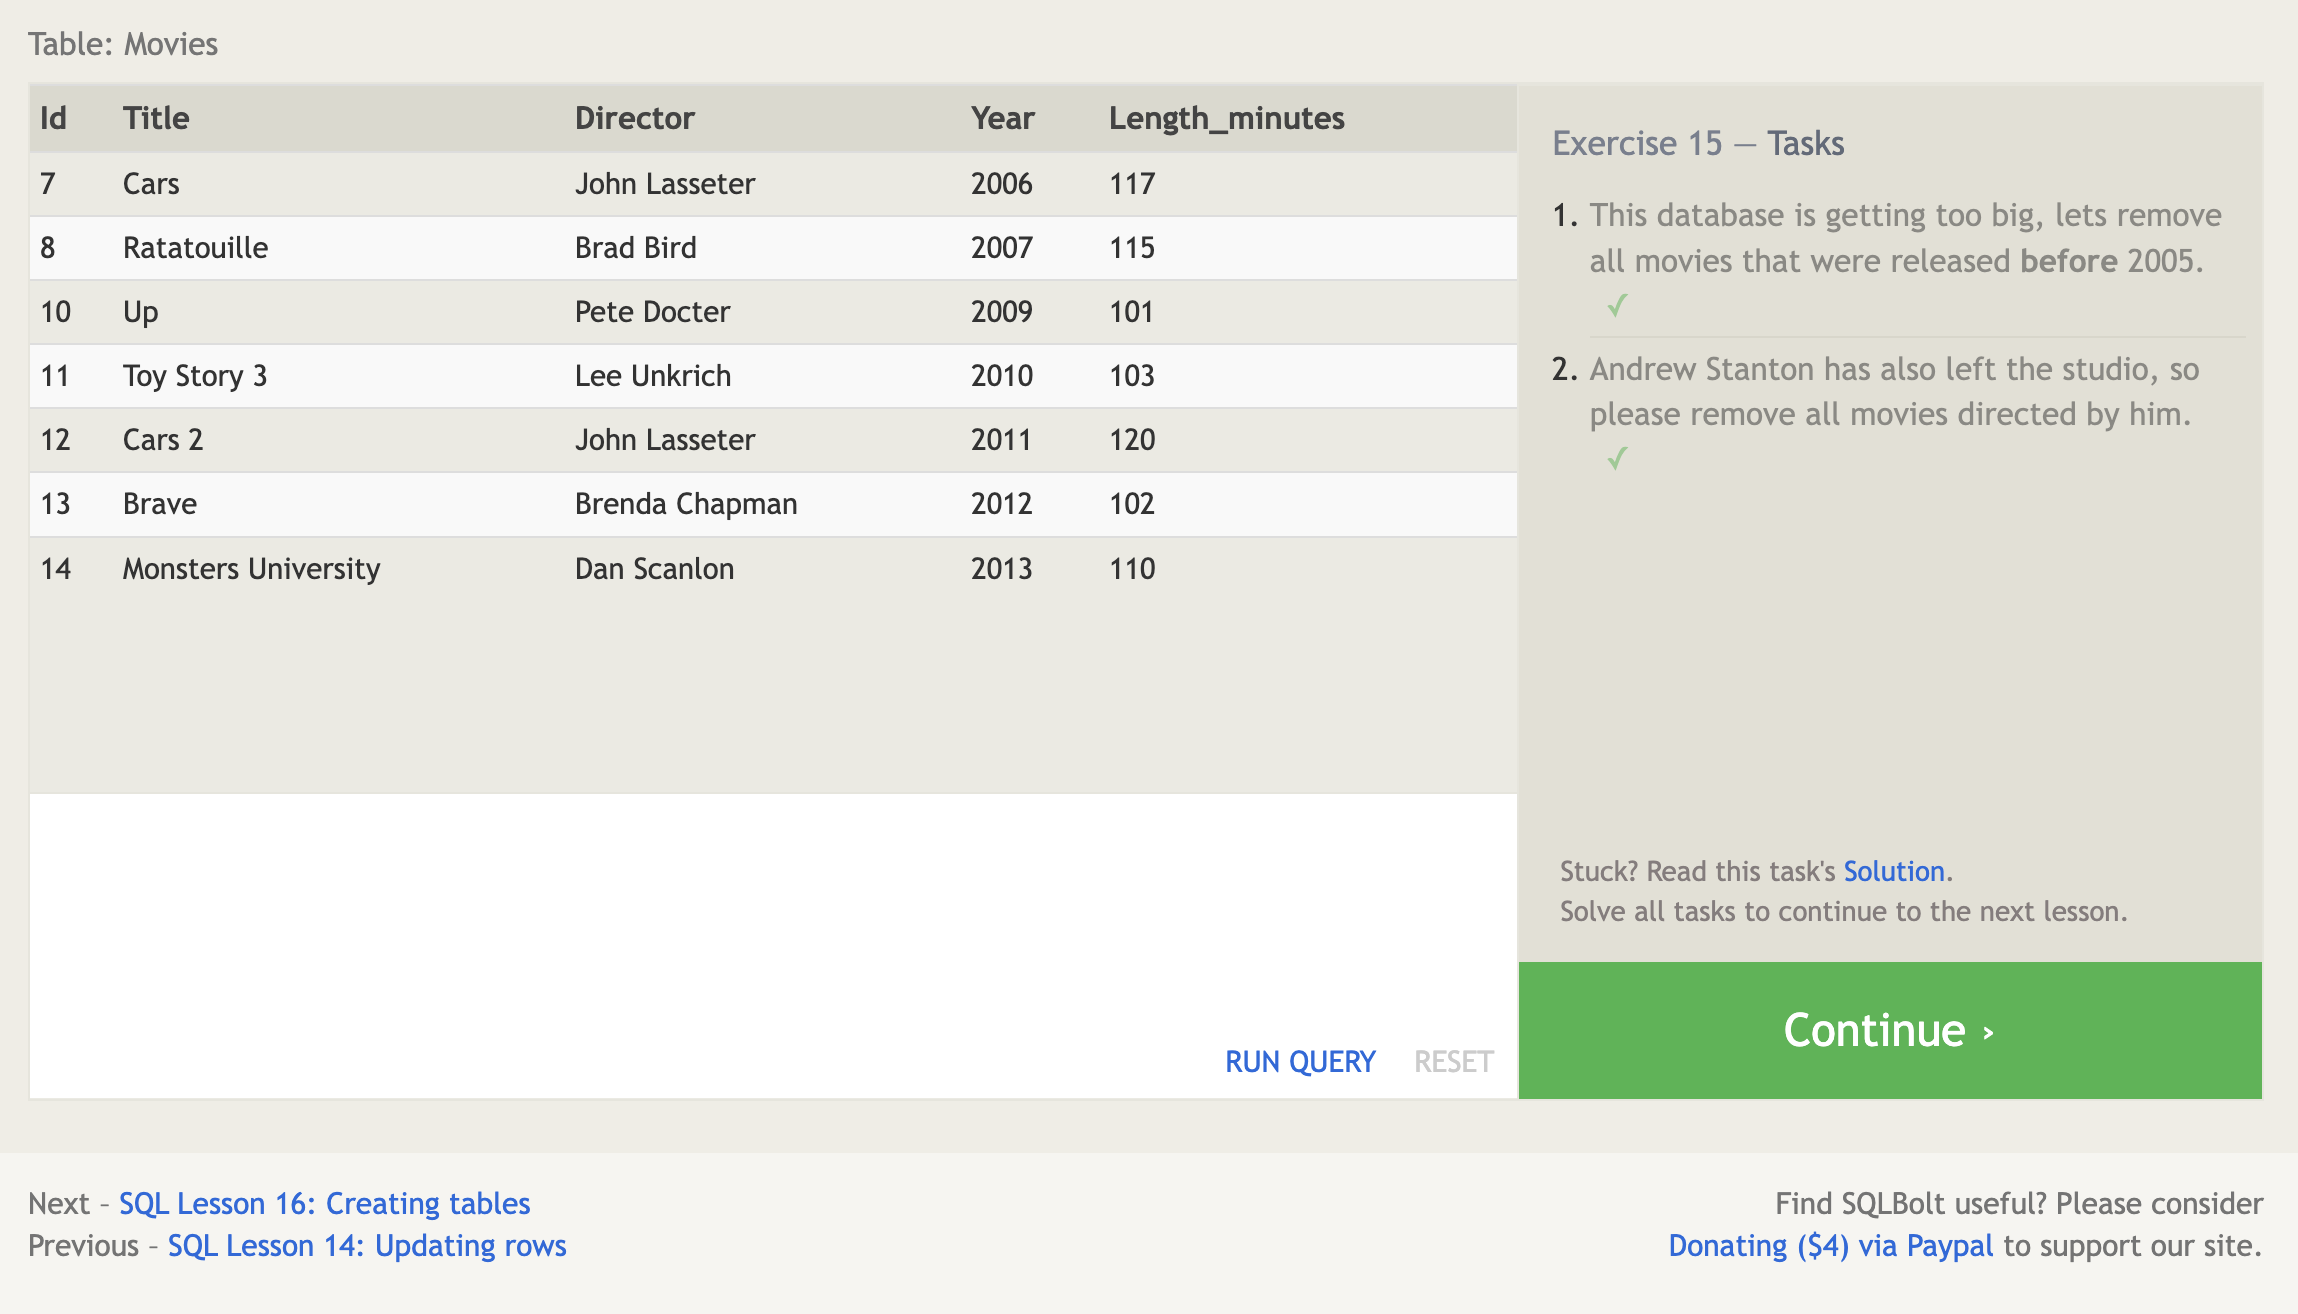 Table: Movies
Id Title Director Year Length_minutes
7 Cars John Lasseter 2006 117
8 Ratatouille Brad Bird 2007 115
10 Up Pete Docter 2009 101
11 Toy Story 3 Lee Unkrich 2010 103
12 Cars 2 John Lasseter 2011 120
13 Brave Brenda Chapman 2012 102
14 Monsters University Dan Scanlon 2013 110
RUN QUERY RESET
Exercise 15 — Tasks
1. This database is getting too big, lets remove
all movies that were released before 2005.
✓
2. Andrew Stanton has also left the studio, so
please remove all movies directed by him.
✓
Stuck? Read this task's Solution.
Solve all tasks to continue to the next lesson.
Continue ›
Next – SQL Lesson 16: Creating tables
Previous – SQL Lesson 14: Updating rows
Find SQLBolt useful? Please consider
Donating ($4) via Paypal to support our site.